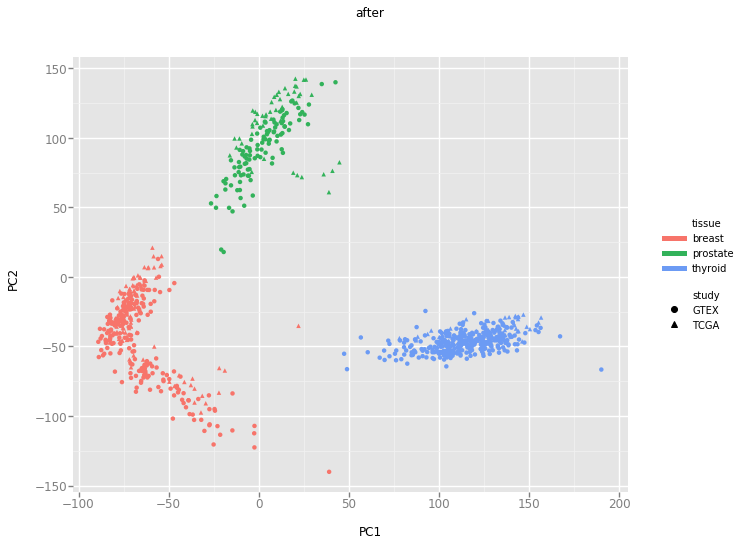 after
150
100
50
0
−50
−100
−150
−100
−50
0
50
100
150
200
PC1
PC2
tissue
breast
prostate
thyroid
study
GTEX
TCGA